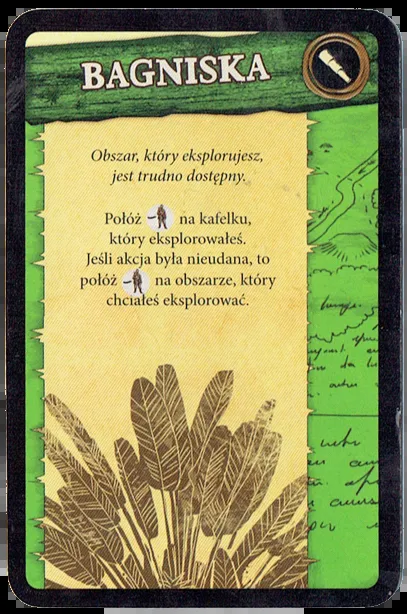 BAGNISKA
Obszar, który eksplorujesz,
jest trudno dostępny.
Połóż na kafelku,
który eksplorowałeś.
Jeśli akcja była nieudana, to
połóż na obszarze, który
chciałeś eksplorować.